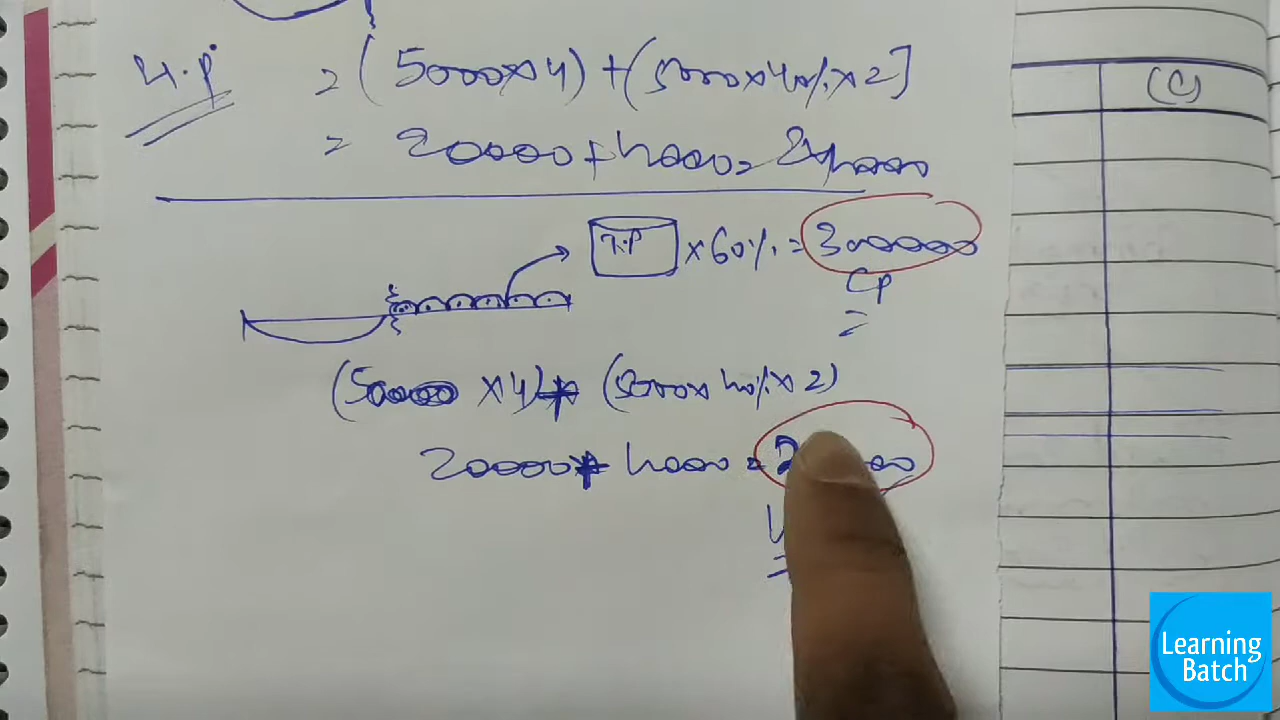 U.P = (5000×4) + (5000×40%×2]
= 20000 + 4000 = 24000
(C)
T.P ×60% = 300000
CP
=
(5000 ×4) + (5000×40%×2)
20000 + 4000 =
Learning
Batch